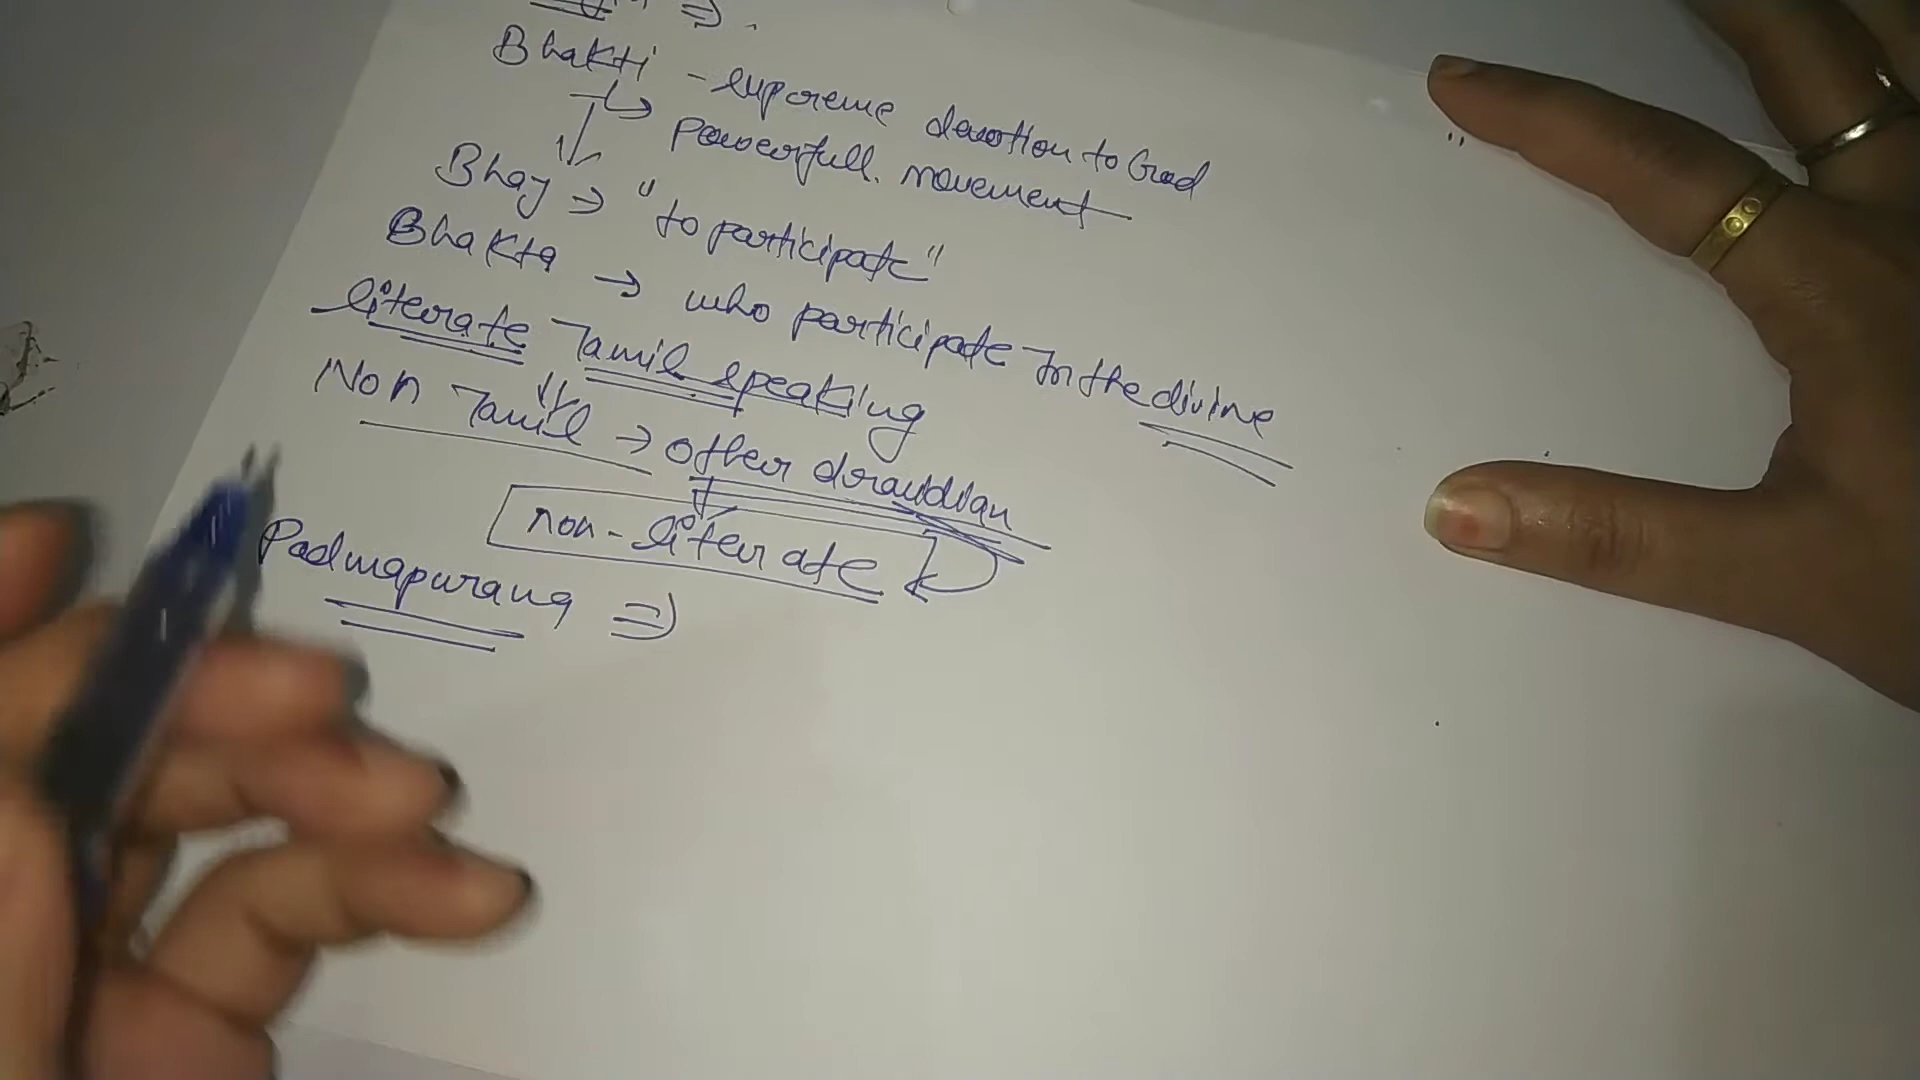 ⇒.
Bhakti - supreme devotion to God
↳ Powerfull. movement
Bhaj ⇒ "to participate"
Bhakta → who participate in the divine
literate Tamil speaking
Non Tamil → other dravidian
non-literate
Padmapurana ⇒